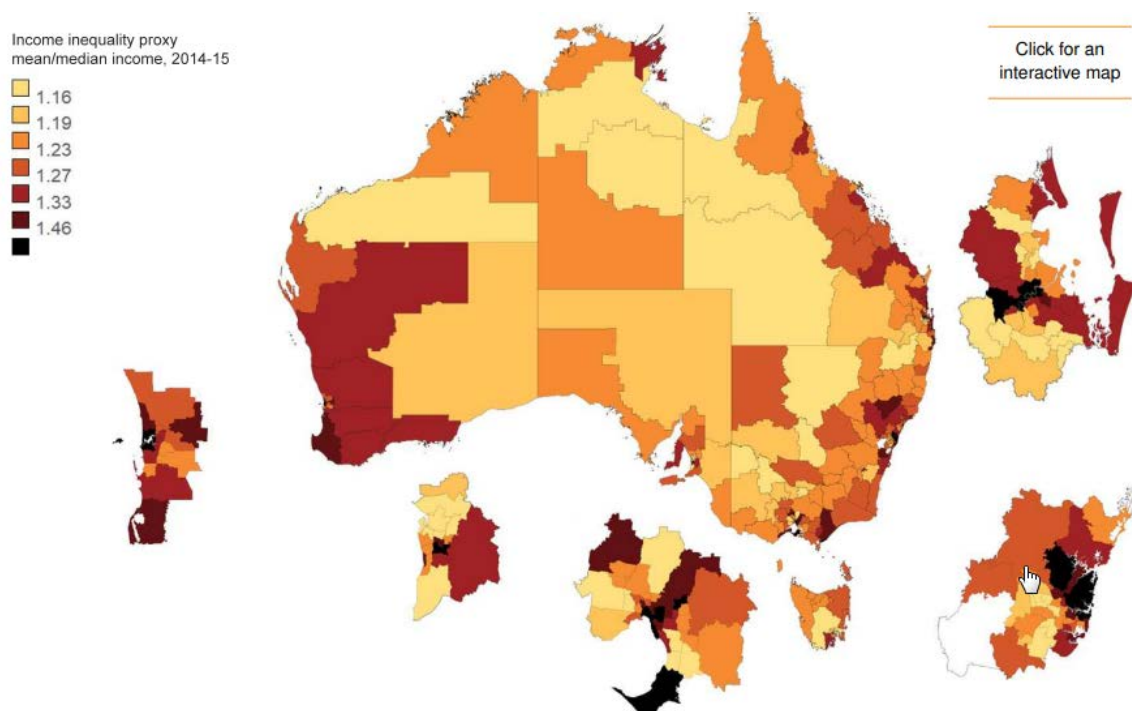 Income inequality proxy
mean/median income, 2014-15
1.16
1.19
1.23
1.27
1.33
1.46
Click for an
interactive map